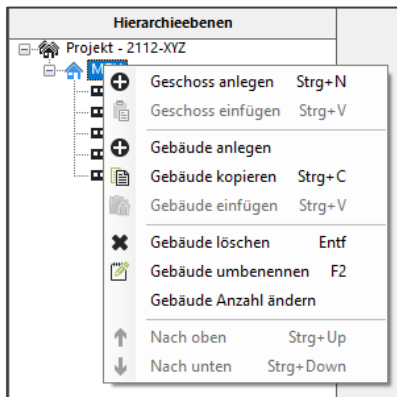 Hierarchieebenen
Projekt - 2112-XYZ
Geschoss anlegen Strg+N
Geschoss einfügen Strg+V
Gebäude anlegen
Gebäude kopieren Strg+C
Gebäude einfügen Strg+V
Gebäude löschen Entf
Gebäude umbenennen F2
Gebäude Anzahl ändern
Nach oben Strg+Up
Nach unten Strg+Down